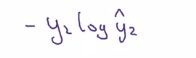 - y₂ log ŷ₂